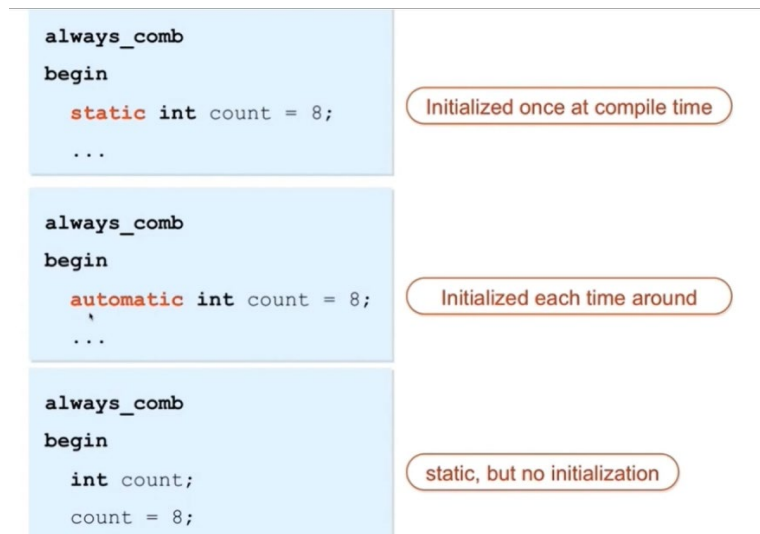 always_comb
begin
static int count = 8;
...
Initialized once at compile time
always_comb
begin
automatic int count = 8;
...
Initialized each time around
always_comb
begin
int count;
count = 8;
static, but no initialization